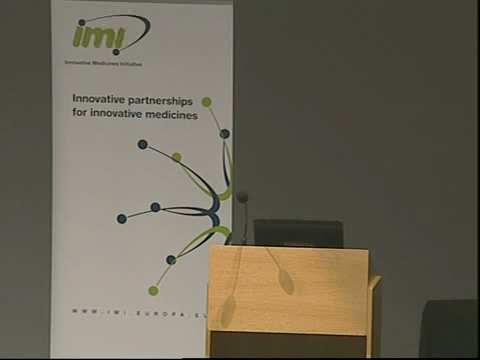 imi
Innovative Medicines Initiative
Innovative partnerships
for innovative medicines
WWW.IMI.EUROPA.EU